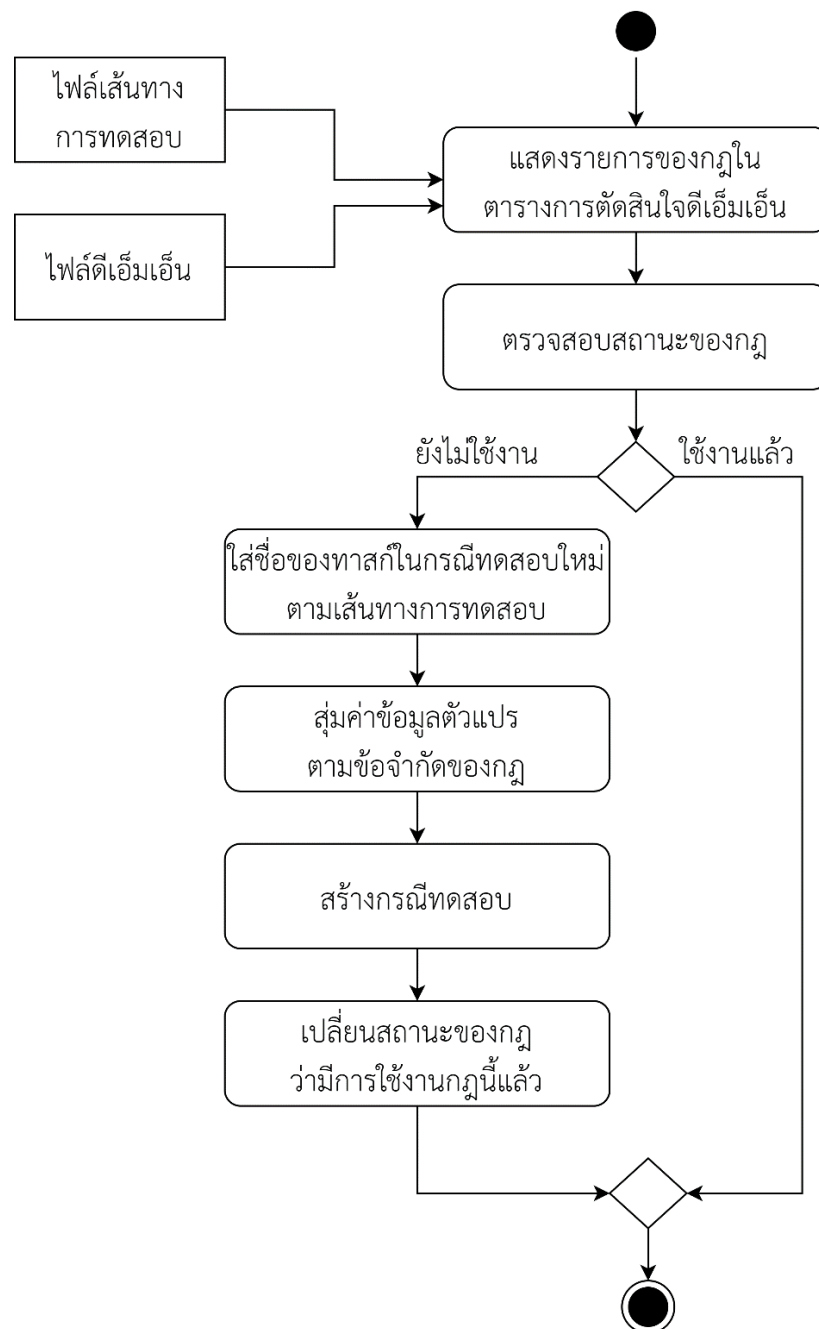 ไฟล์เส้นทาง
การทดสอบ
ไฟล์ดีเอ็มเอ็น
แสดงรายการของกฎใน
ตารางการตัดสินใจดีเอ็มเอ็น
ตรวจสอบสถานะของกฎ
ยังไม่ใช้งาน
ใช้งานแล้ว
ใส่ชื่อของทาสก์ในกรณีทดสอบใหม่
ตามเส้นทางการทดสอบ
สุ่มค่าข้อมูลตัวแปร
ตามข้อจำกัดของกฎ
สร้างกรณีทดสอบ
เปลี่ยนสถานะของกฎ
ว่ามีการใช้งานกฎนี้แล้ว